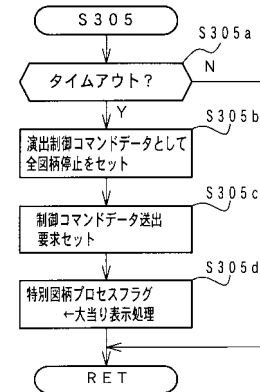 S305
S305a
タイムアウト？
N
Y
S305b
演出制御コマンドデータとして
全図柄停止をセット
S305c
制御コマンドデータ送出
要求セット
S305d
特別図柄プロセスフラグ
←大当り表示処理
RET